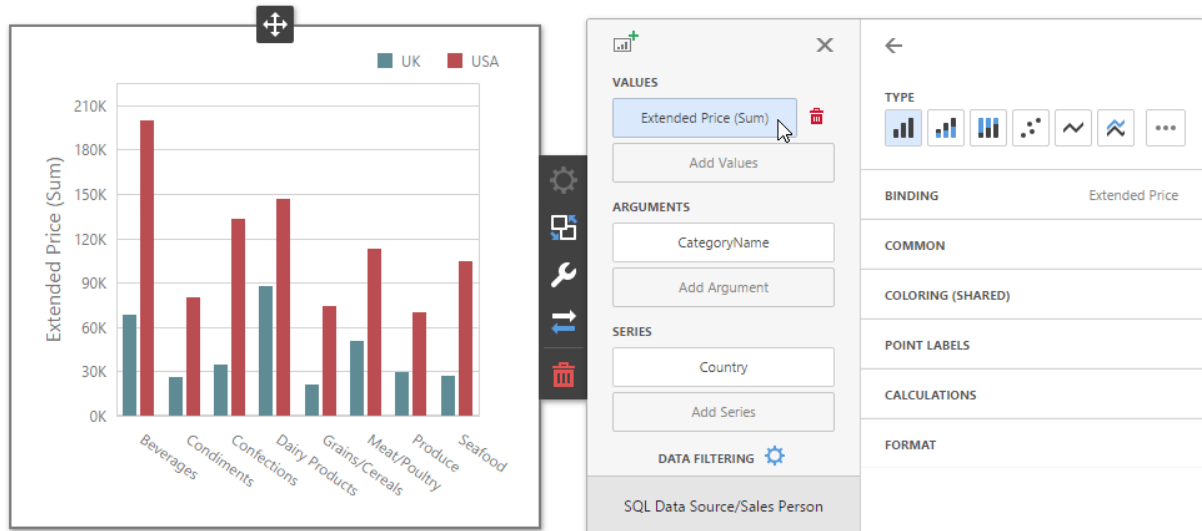 UK
USA
210K
180K
150K
120K
90K
60K
30K
0K
Extended Price (Sum)
Beverages
Condiments
Confections
Dairy Products
Grains/Cereals
Meat/Poultry
Produce
Seafood
VALUES
Extended Price (Sum)
Add Values
ARGUMENTS
CategoryName
Add Argument
SERIES
Country
Add Series
DATA FILTERING
SQL Data Source/Sales Person
TYPE
BINDING Extended Price
COMMON
COLORING (SHARED)
POINT LABELS
CALCULATIONS
FORMAT